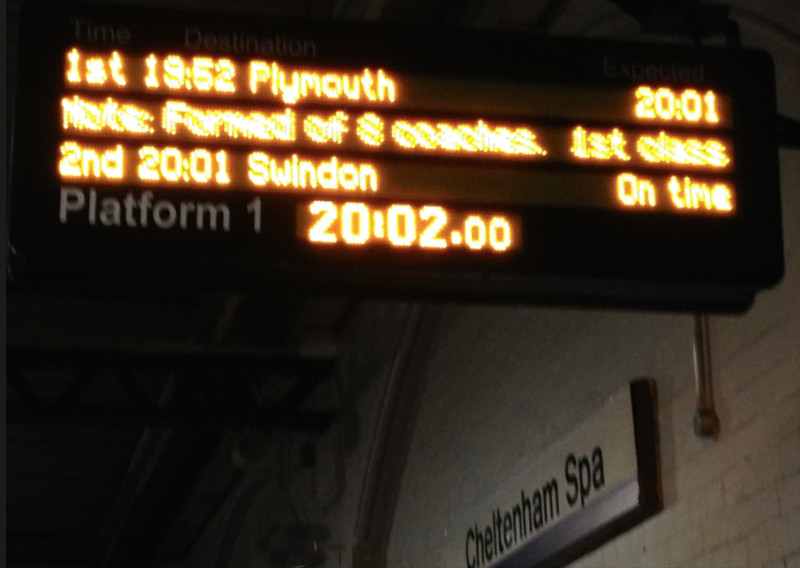 Time Destination Expected
1st 19:52 Plymouth 20:01
Note: Formed of 8 coaches. 1st class
2nd 20:01 Swindon On time
Platform 1 20:02.00
Cheltenham Spa